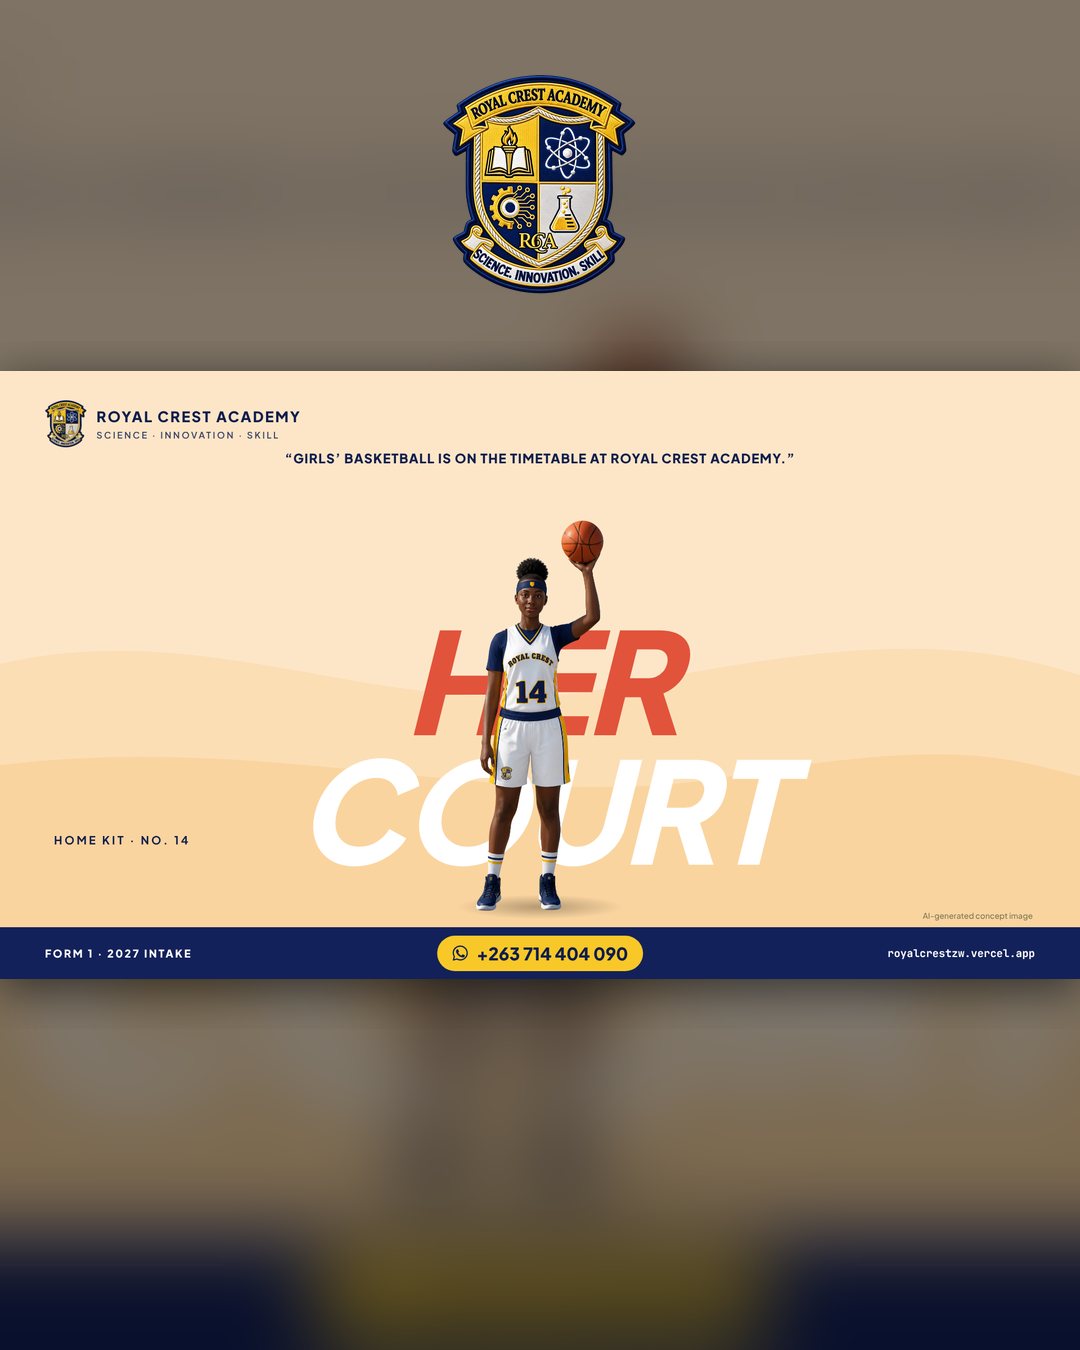 ROYAL CREST ACADEMY
RCA
SCIENCE. INNOVATION. SKILL
ROYAL CREST ACADEMY
SCIENCE · INNOVATION · SKILL
“GIRLS’ BASKETBALL IS ON THE TIMETABLE AT ROYAL CREST ACADEMY.”
HER
ROYAL CREST
14
COURT
HOME KIT · NO. 14
AI-generated concept image
FORM 1 · 2027 INTAKE
+263 714 404 090
royalcrestzw.vercel.app